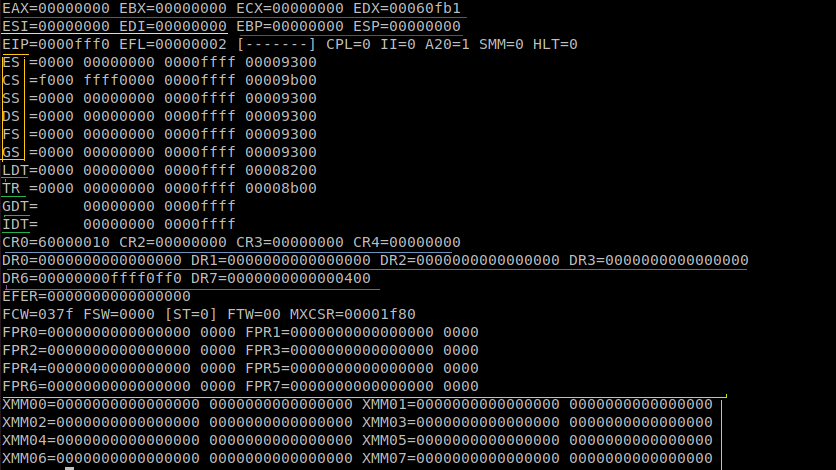 EAX=00000000 EBX=00000000 ECX=00000000 EDX=00060fb1
ESI=00000000 EDI=00000000 EBP=00000000 ESP=00000000
EIP=0000fff0 EFL=00000002 [-------] CPL=0 II=0 A20=1 SMM=0 HLT=0
ES =0000 00000000 0000ffff 00009300
CS =f000 ffff0000 0000ffff 00009b00
SS =0000 00000000 0000ffff 00009300
DS =0000 00000000 0000ffff 00009300
FS =0000 00000000 0000ffff 00009300
GS =0000 00000000 0000ffff 00009300
LDT=0000 00000000 0000ffff 00008200
TR =0000 00000000 0000ffff 00008b00
GDT=     00000000 0000ffff
IDT=     00000000 0000ffff
CR0=60000010 CR2=00000000 CR3=00000000 CR4=00000000
DR0=0000000000000000 DR1=0000000000000000 DR2=0000000000000000 DR3=0000000000000000
DR6=00000000ffff0ff0 DR7=0000000000000400
EFER=0000000000000000
FCW=037f FSW=0000 [ST=0] FTW=00 MXCSR=00001f80
FPR0=0000000000000000 0000 FPR1=0000000000000000 0000
FPR2=0000000000000000 0000 FPR3=0000000000000000 0000
FPR4=0000000000000000 0000 FPR5=0000000000000000 0000
FPR6=0000000000000000 0000 FPR7=0000000000000000 0000
XMM00=0000000000000000 0000000000000000 XMM01=0000000000000000 0000000000000000
XMM02=0000000000000000 0000000000000000 XMM03=0000000000000000 0000000000000000
XMM04=0000000000000000 0000000000000000 XMM05=0000000000000000 0000000000000000
XMM06=0000000000000000 0000000000000000 XMM07=0000000000000000 0000000000000000